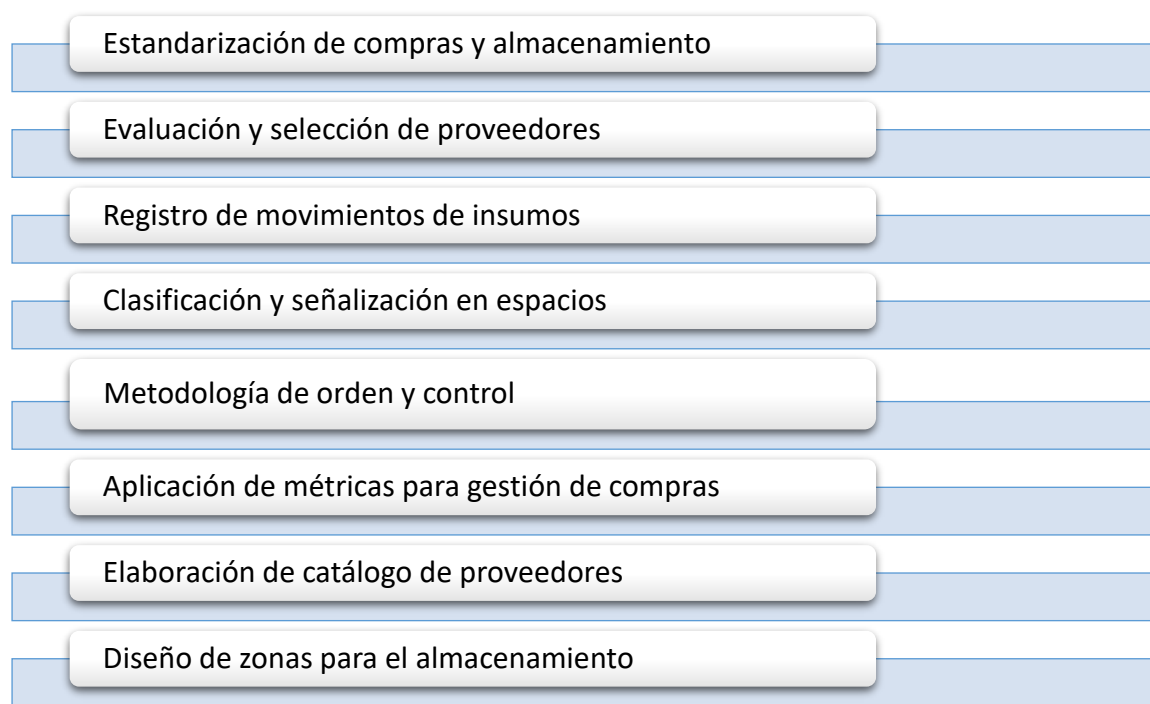 Estandarización de compras y almacenamiento
Evaluación y selección de proveedores
Registro de movimientos de insumos
Clasificación y señalización en espacios
Metodología de orden y control
Aplicación de métricas para gestión de compras
Elaboración de catálogo de proveedores
Diseño de zonas para el almacenamiento